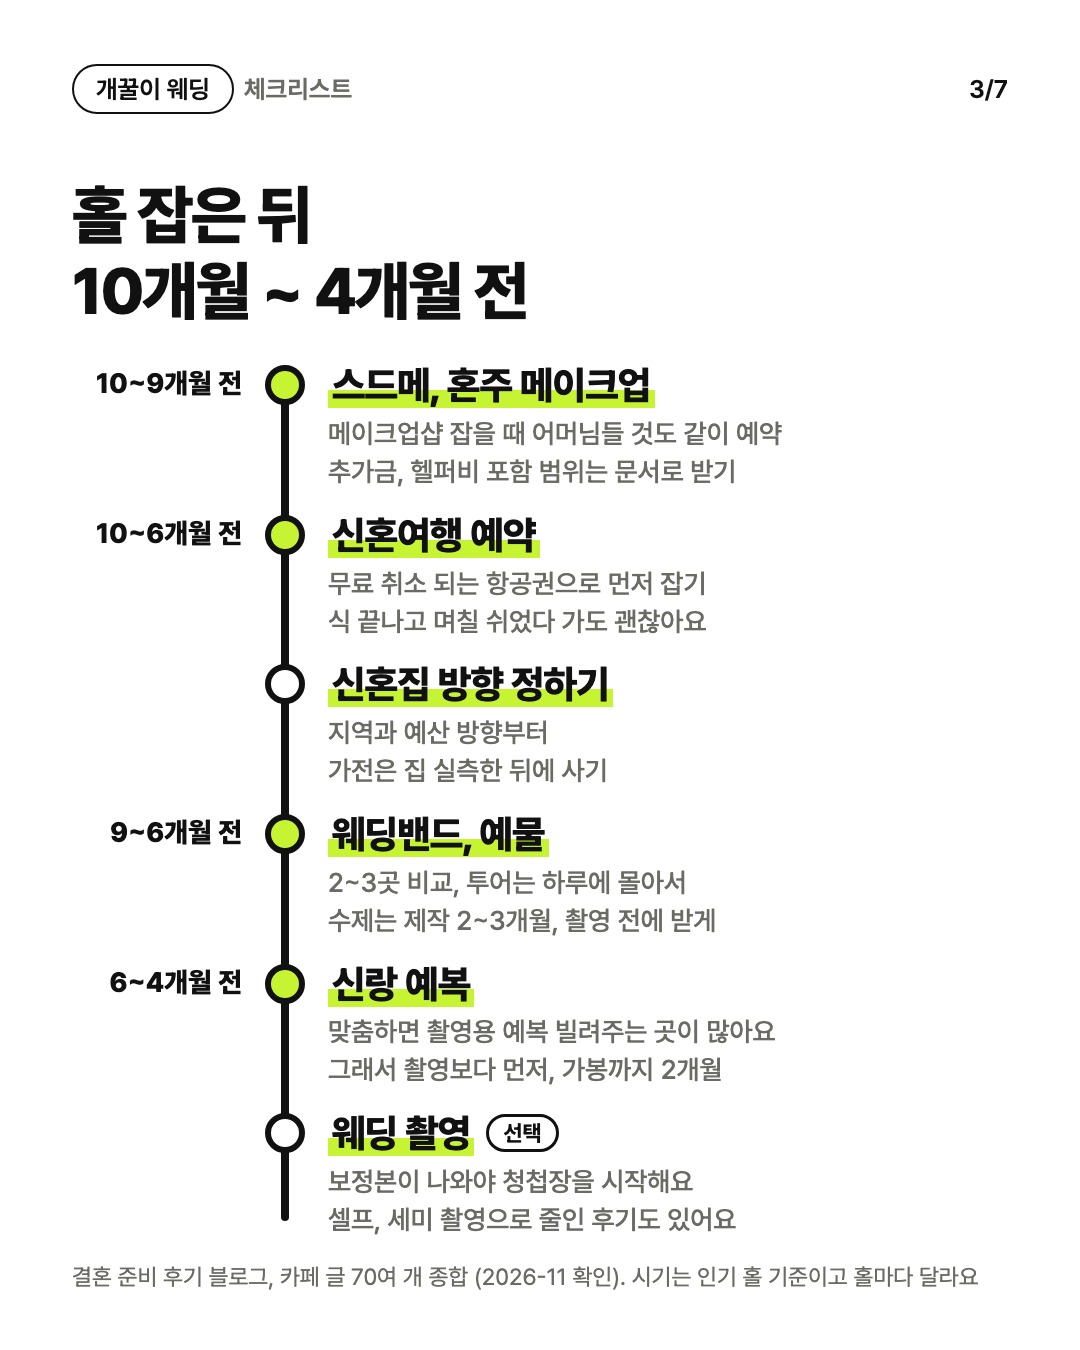 개꿀이 웨딩 체크리스트 3/7
홀 잡은 뒤
10개월 ~ 4개월 전
10~9개월 전 스드메, 혼주 메이크업
메이크업샵 잡을 때 어머님들 것도 같이 예약
추가금, 헬퍼비 포함 범위는 문서로 받기
10~6개월 전 신혼여행 예약
무료 취소 되는 항공권으로 먼저 잡기
식 끝나고 며칠 쉬었다 가도 괜찮아요
신혼집 방향 정하기
지역과 예산 방향부터
가전은 집 실측한 뒤에 사기
9~6개월 전 웨딩밴드, 예물
2~3곳 비교, 투어는 하루에 몰아서
수제는 제작 2~3개월, 촬영 전에 받게
6~4개월 전 신랑 예복
맞춤하면 촬영용 예복 빌려주는 곳이 많아요
그래서 촬영보다 먼저, 가봉까지 2개월
웨딩 촬영 선택
보정본이 나와야 청첩장을 시작해요
셀프, 세미 촬영으로 줄인 후기도 있어요
결혼 준비 후기 블로그, 카페 글 70여 개 종합 (2026-11 확인). 시기는 인기 홀 기준이고 홀마다 달라요